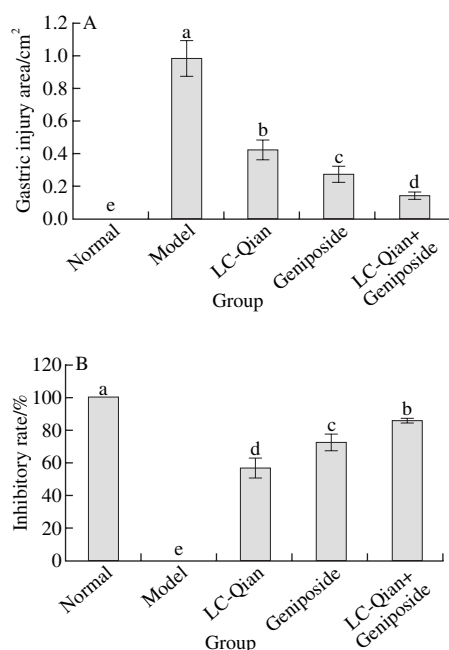 A
Gastric injury area/cm²
1.2
1.0
0.8
0.6
0.4
0.2
0.0
e
a
b
c
d
Normal
Model
LC-Qian
Geniposide
LC-Qian+
Geniposide
Group
B
Inhibitory rate/%
120
100
80
60
40
20
0
a
e
d
c
b
Normal
Model
LC-Qian
Geniposide
LC-Qian+
Geniposide
Group